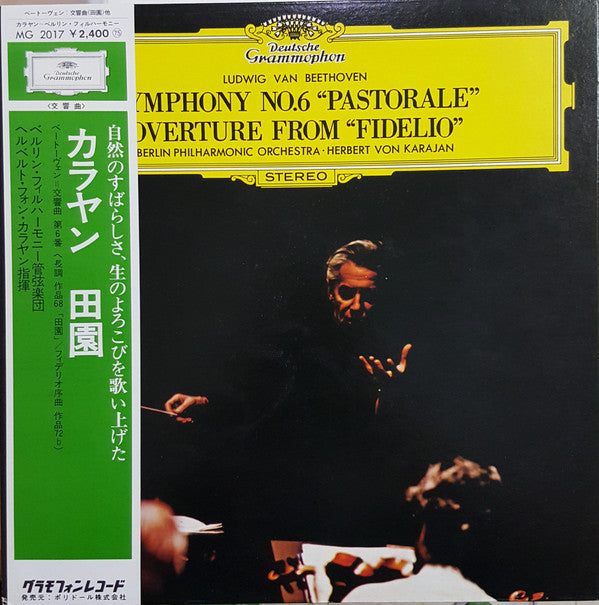 ベートーヴェン:交響曲《田園》他
カラヤン=ベルリン・フィルハーモニー
MG 2017 ¥2,400 75
Deutsche
Grammophon
〈交響曲〉
自然のすばらしさ、生のよろこびを歌い上げた
カラヤン 田園
ベートーヴェン=交響曲 第6番 ヘ長調 作品68「田園」/フィデリオ序曲 作品72b
ベルリン・フィルハーモニー管弦楽団
ヘルベルト・フォン・カラヤン指揮
グラモフォンレコード
発売元:ポリドール株式会社
Deutsche
Grammophon
LUDWIG VAN BEETHOVEN
YMPHONY NO.6 “PASTORALE”
OVERTURE FROM “FIDELIO”
BERLIN PHILHARMONIC ORCHESTRA·HERBERT VON KARAJAN
STEREO